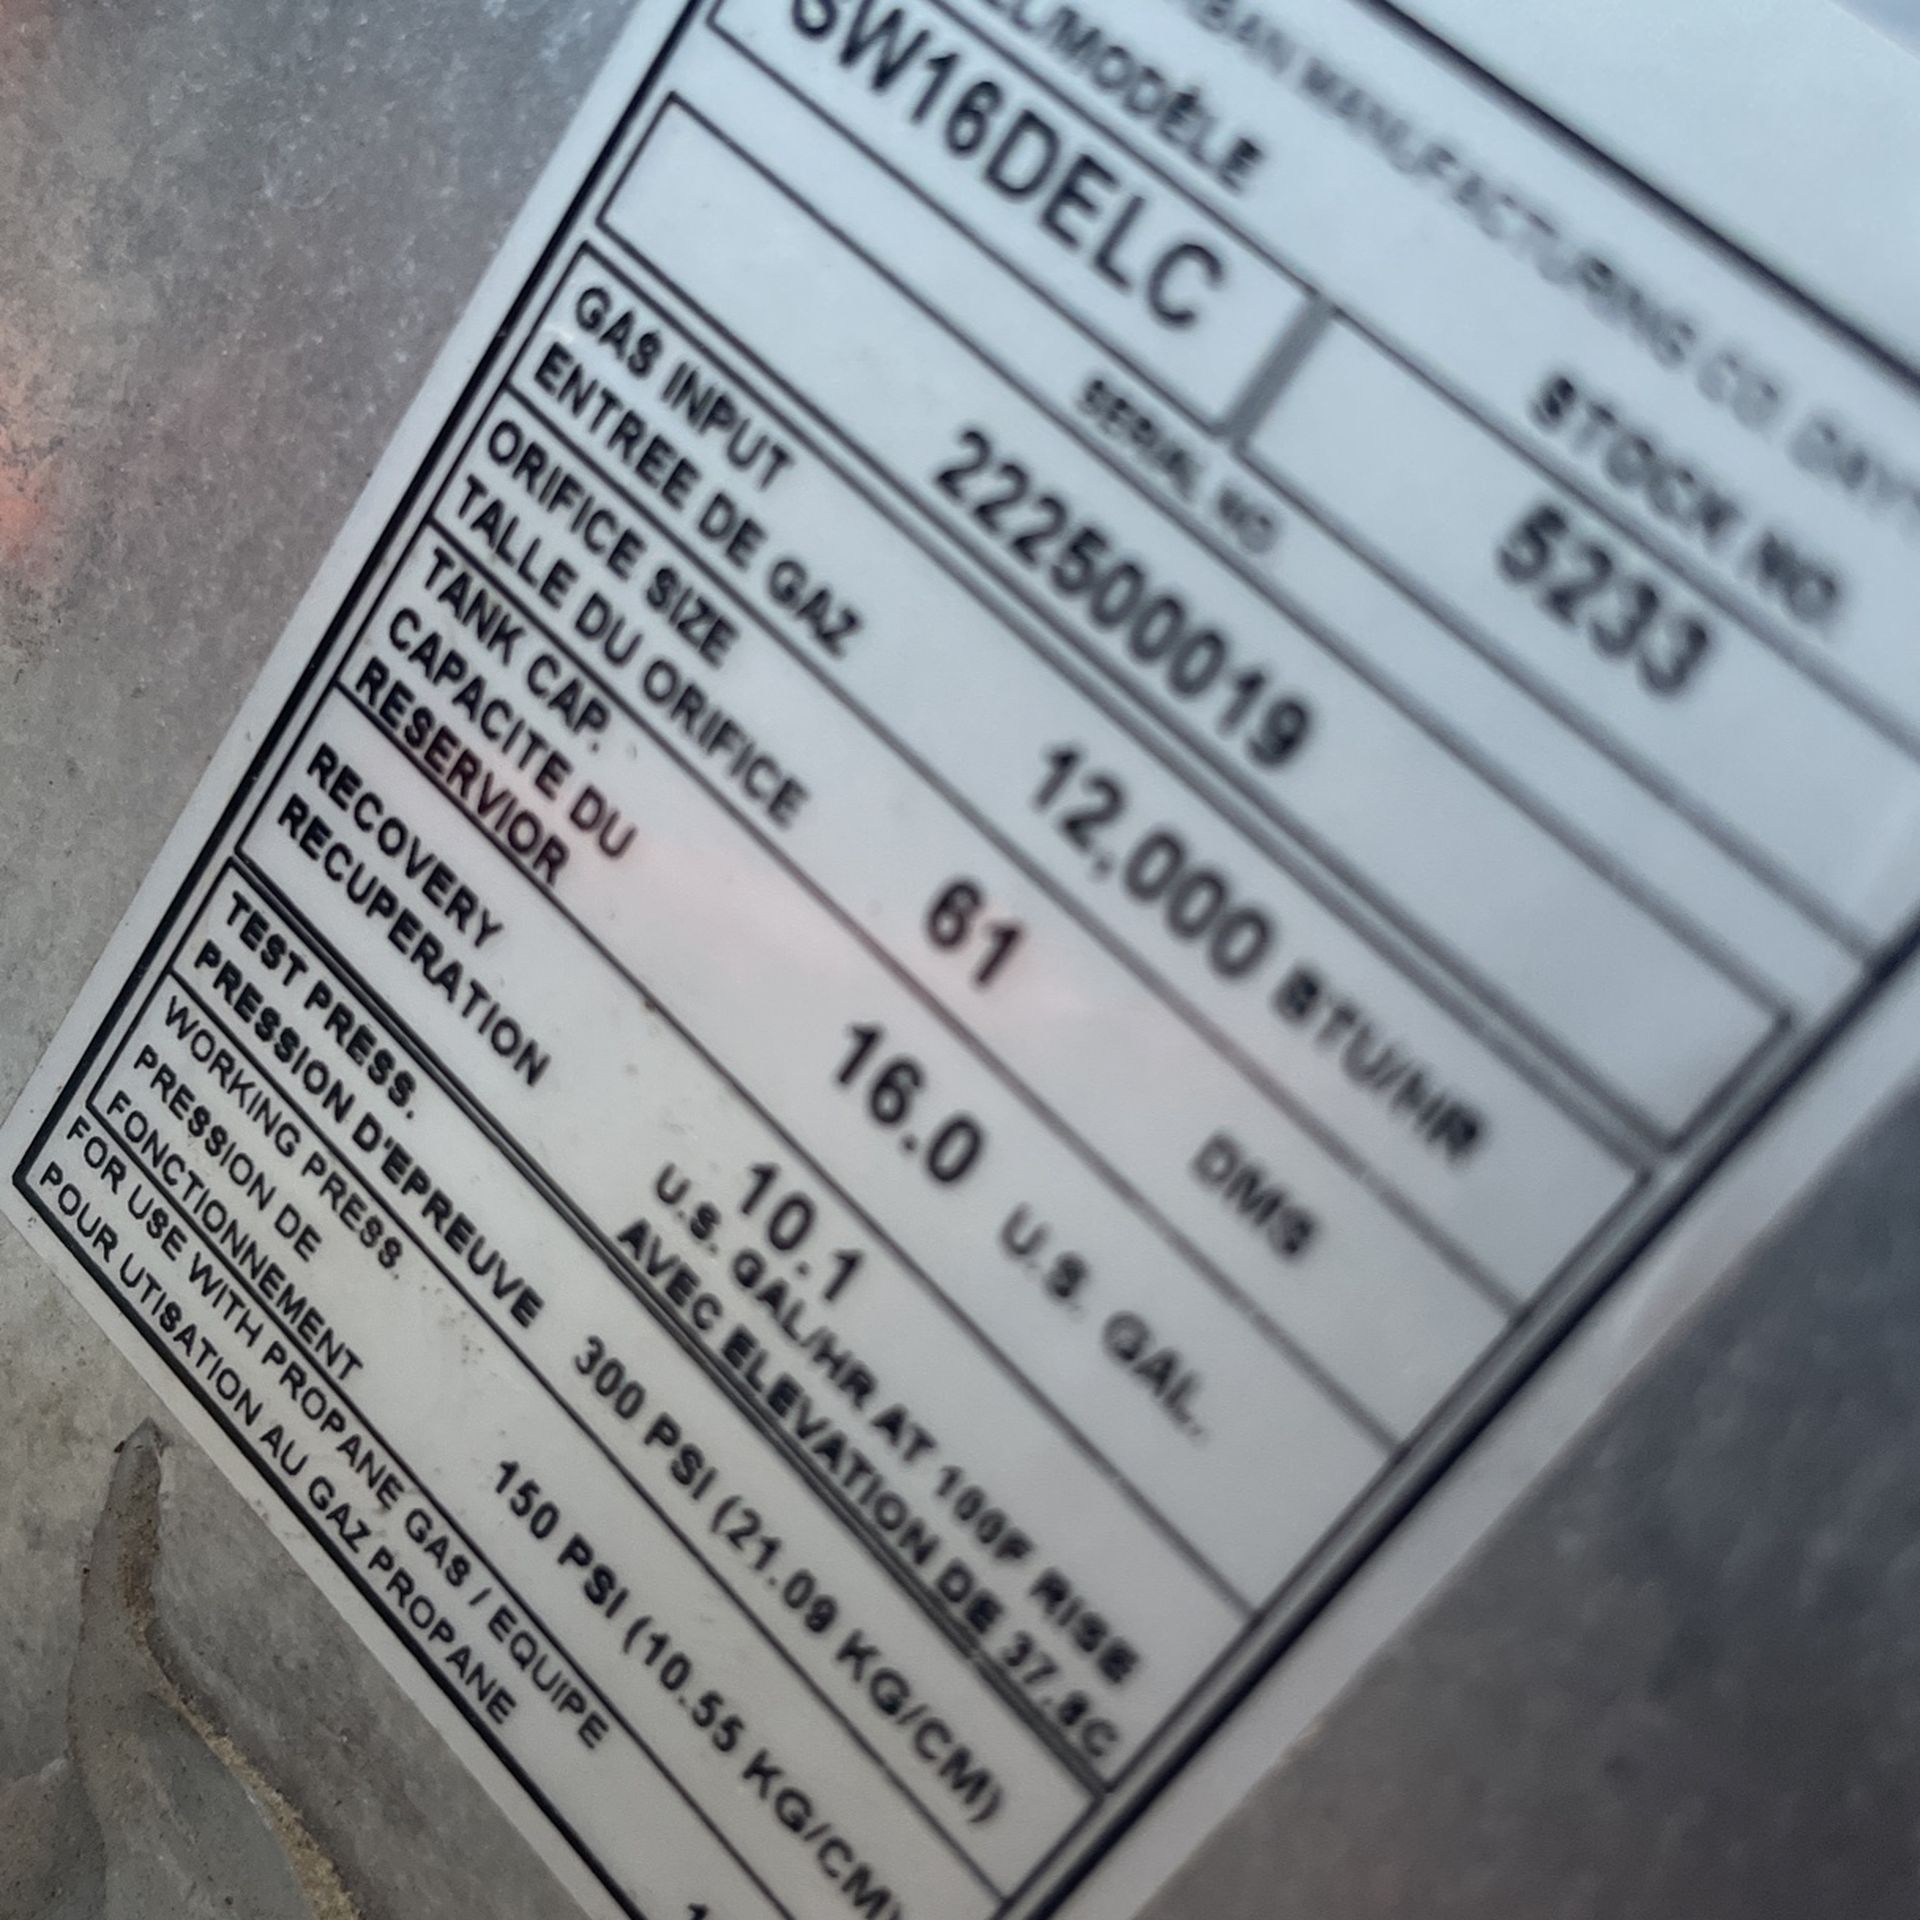 MANUFACTURING CO. 
MODÈLE
STOCK NO.
SW16DELC
5233
SERIAL NO.
222500019
GAS INPUT
ENTREE DE GAZ
12,000 BTU/HR
ORIFICE SIZE
TALLE DU ORIFICE
61
DMS
TANK CAP.
CAPACITE DU
RESERVIOR
16.0 U.S. GAL.
RECOVERY
RECUPERATION
10.1
U.S. GAL/HR AT 100F RISE
AVEC ELEVATION DE 37.8C
TEST PRESS.
PRESSION D'EPREUVE
300 PSI (21.09 KG/CM)
WORKING PRESS.
PRESSION DE
FONCTIONNEMENT
150 PSI (10.55 KG/CM)
FOR USE WITH PROPANE GAS / EQUIPE
POUR UTISATION AU GAZ PROPANE